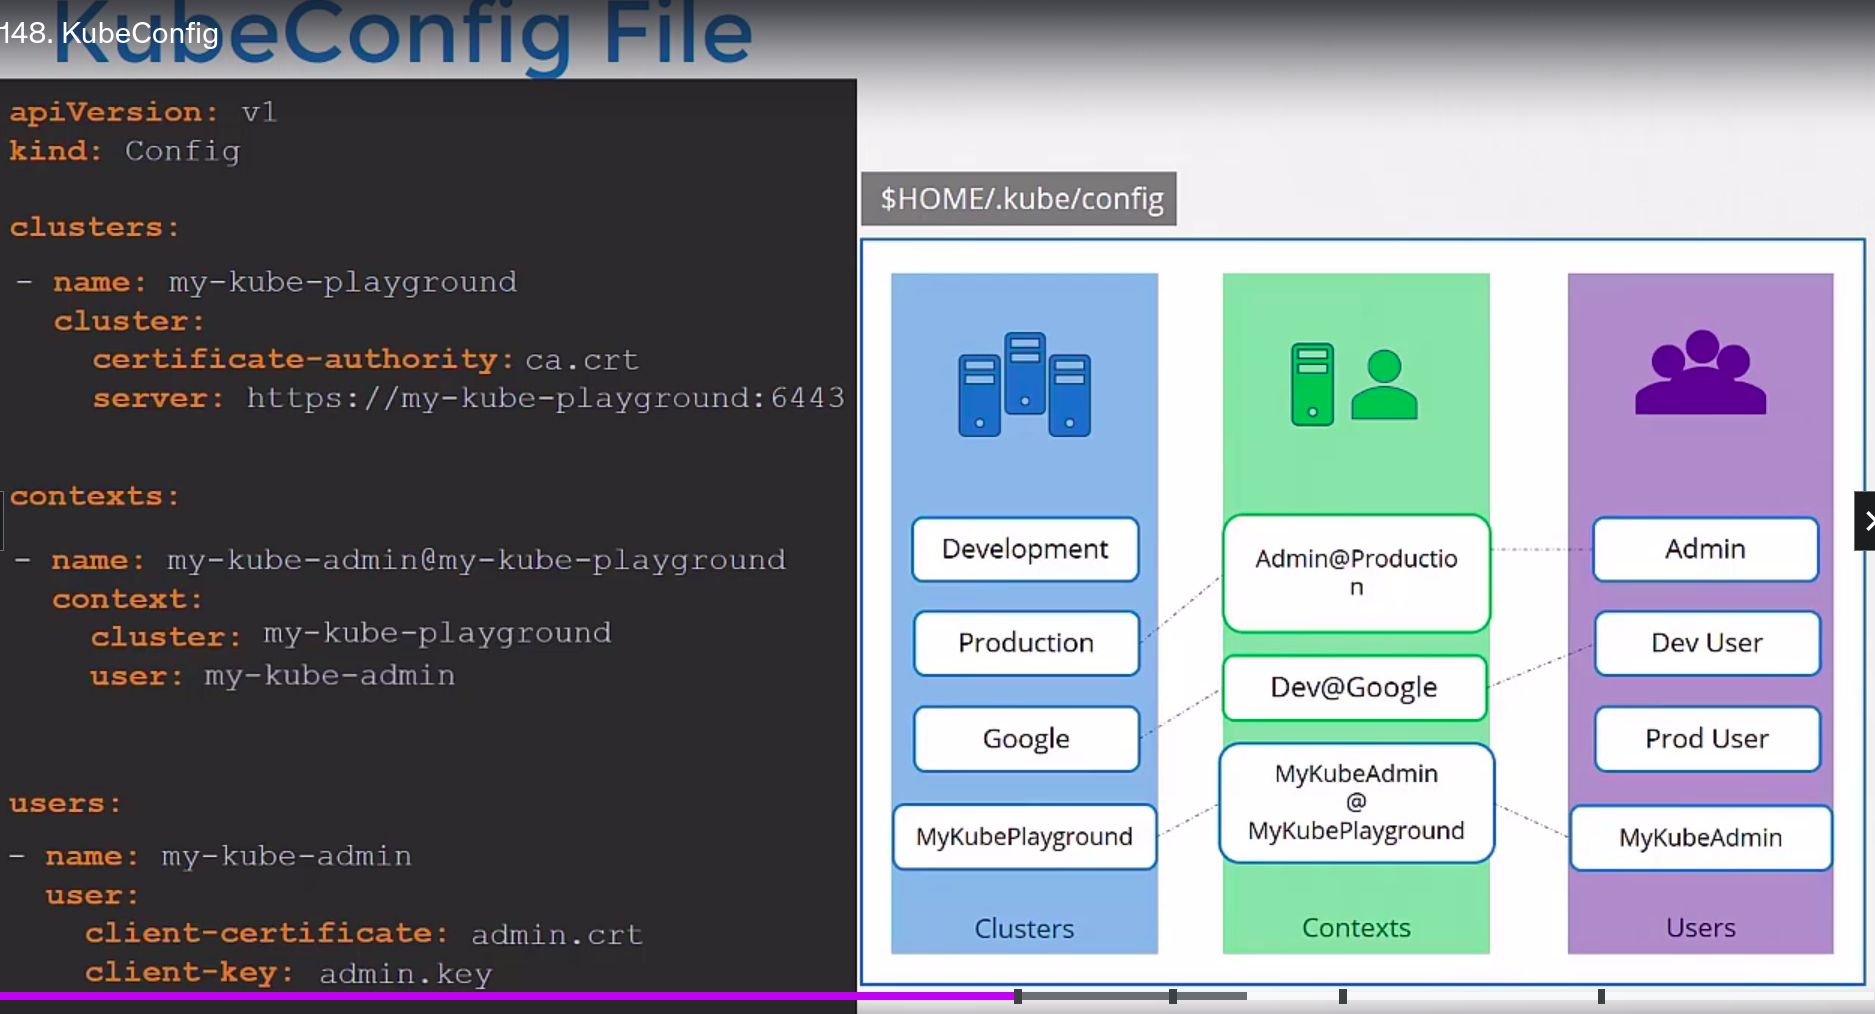 148. KubeConfig
KubeConfig File
apiVersion: v1
kind: Config
clusters:
- name: my-kube-playground
cluster:
certificate-authority: ca.crt
server: https://my-kube-playground:6443
contexts:
- name: my-kube-admin@my-kube-playground
context:
cluster: my-kube-playground
user: my-kube-admin
users:
- name: my-kube-admin
user:
client-certificate: admin.crt
client-key: admin.key
$HOME/.kube/config
Development
Production
Google
MyKubePlayground
Clusters
Admin@Productio
n
Dev@Google
MyKubeAdmin
@
MyKubePlayground
Contexts
Admin
Dev User
Prod User
MyKubeAdmin
Users